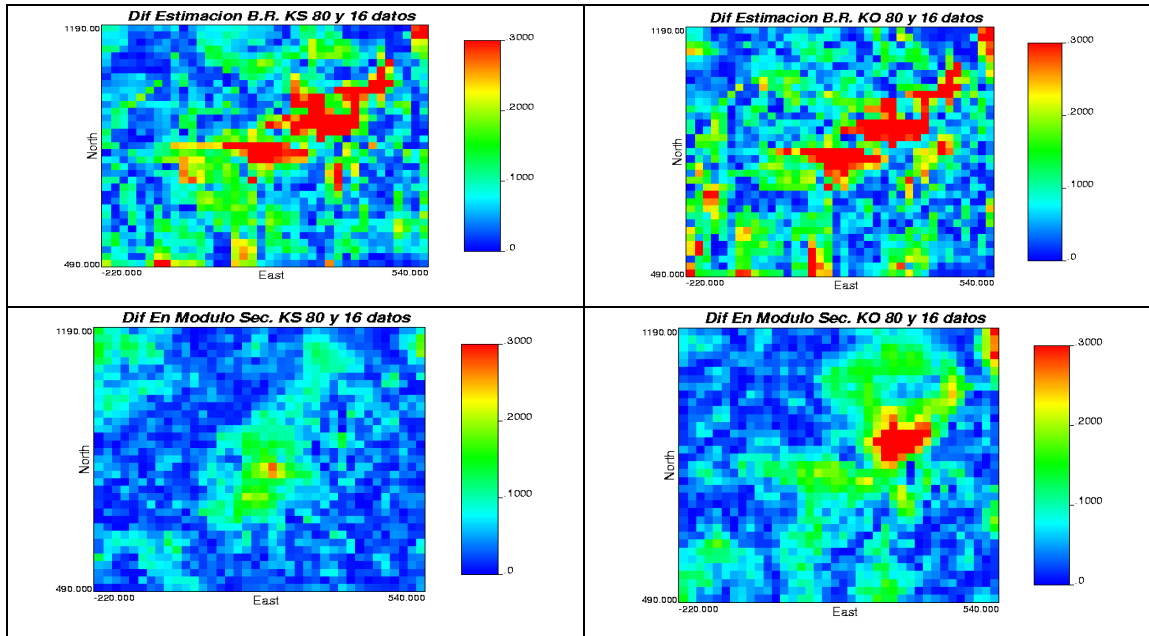 Dif Estimacion B.R. KS 80 y 16 datos
1190.00
.3000
.2000
North
.1000
.0
490.000
-220.000
East
540.000
Dif Estimacion B.R. KO 80 y 16 datos
1190.00
.3000
.2000
North
.1000
.0
490.000
-220.000
East
540.000
Dif En Modulo Sec. KS 80 y 16 datos
1190.00
.3000
.2000
North
.1000
.0
490.000
-220.000
East
540.000
Dif En Modulo Sec. KO 80 y 16 datos
1190.00
.3000
.2000
North
.1000
.0
490.000
-220.000
East
540.000